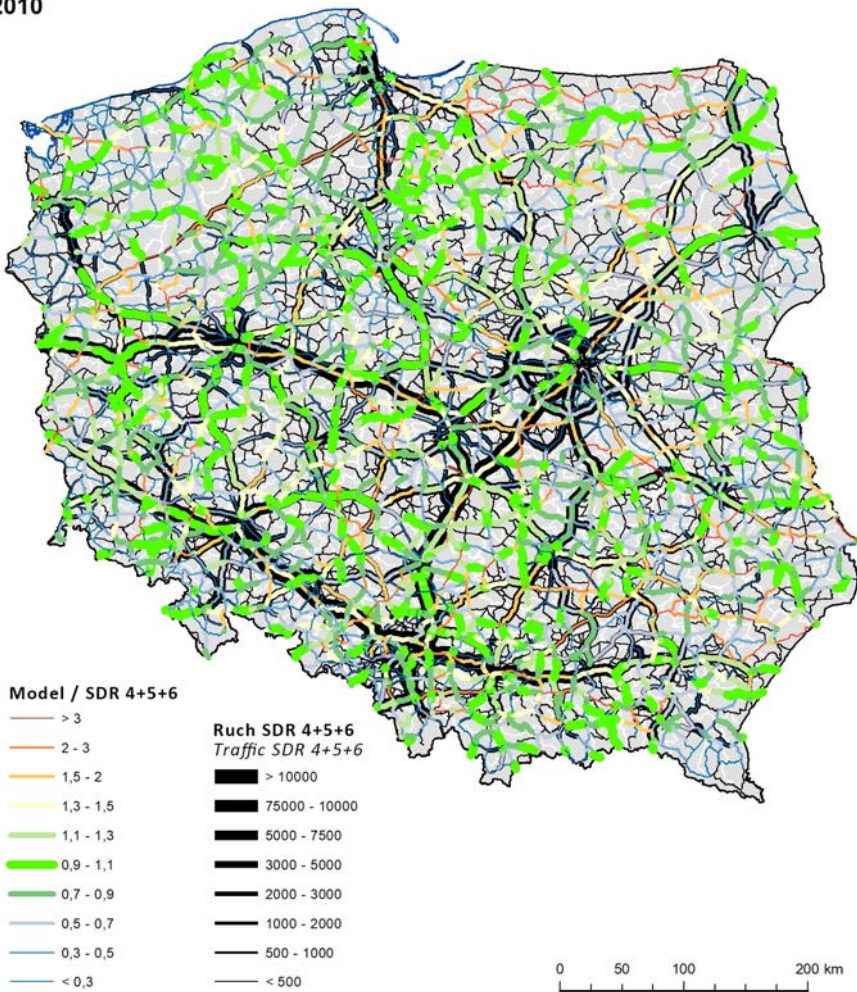 2010
Model / SDR 4+5+6
> 3
2 - 3
1,5 - 2
1,3 - 1,5
1,1 - 1,3
0,9 - 1,1
0,7 - 0,9
0,5 - 0,7
0,3 - 0,5
< 0,3
Ruch SDR 4+5+6
Traffic SDR 4+5+6
> 10000
75000 - 10000
5000 - 7500
3000 - 5000
2000 - 3000
1000 - 2000
500 - 1000
< 500
0 50 100 200 km